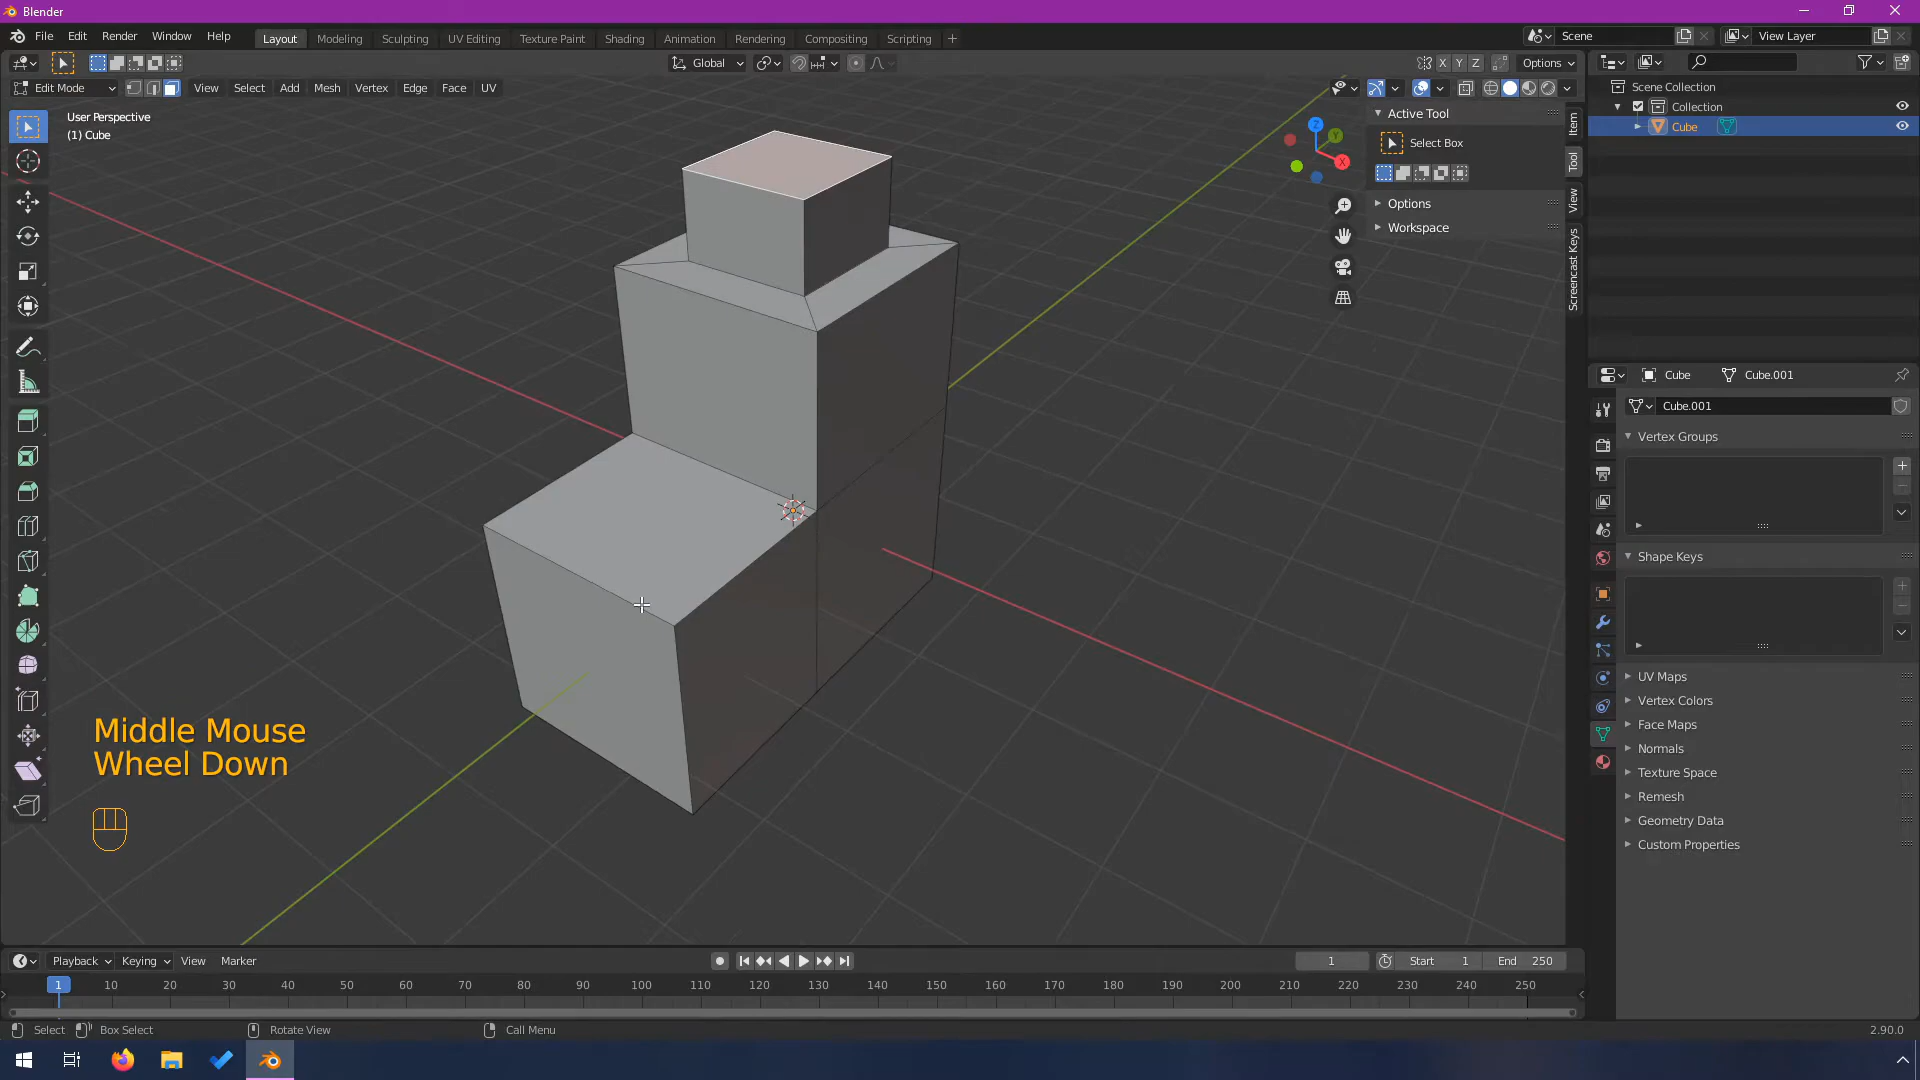 Blender
File Edit Render Window Help
Layout Modeling Sculpting UV Editing Texture Paint Shading Animation Rendering Compositing Scripting +
Scene
View Layer
Global
X Y Z
Options
Edit Mode
View Select Add Mesh Vertex Edge Face UV
User Perspective
(1) Cube
Z
Y
X
Active Tool
Select Box
Options
Workspace
Item
Tool
View
Screencast Keys
Scene Collection
Collection
Cube
Cube
Cube.001
Cube.001
Vertex Groups
Shape Keys
UV Maps
Vertex Colors
Face Maps
Normals
Texture Space
Remesh
Geometry Data
Custom Properties
Middle Mouse
Wheel Down
Playback Keying View Marker
1
Start 1
End 250
1 10 20 30 40 50 60 70 80 90 100 110 120 130 140 150 160 170 180 190 200 210 220 230 240 250
Select
Box Select
Rotate View
Call Menu
2.90.0